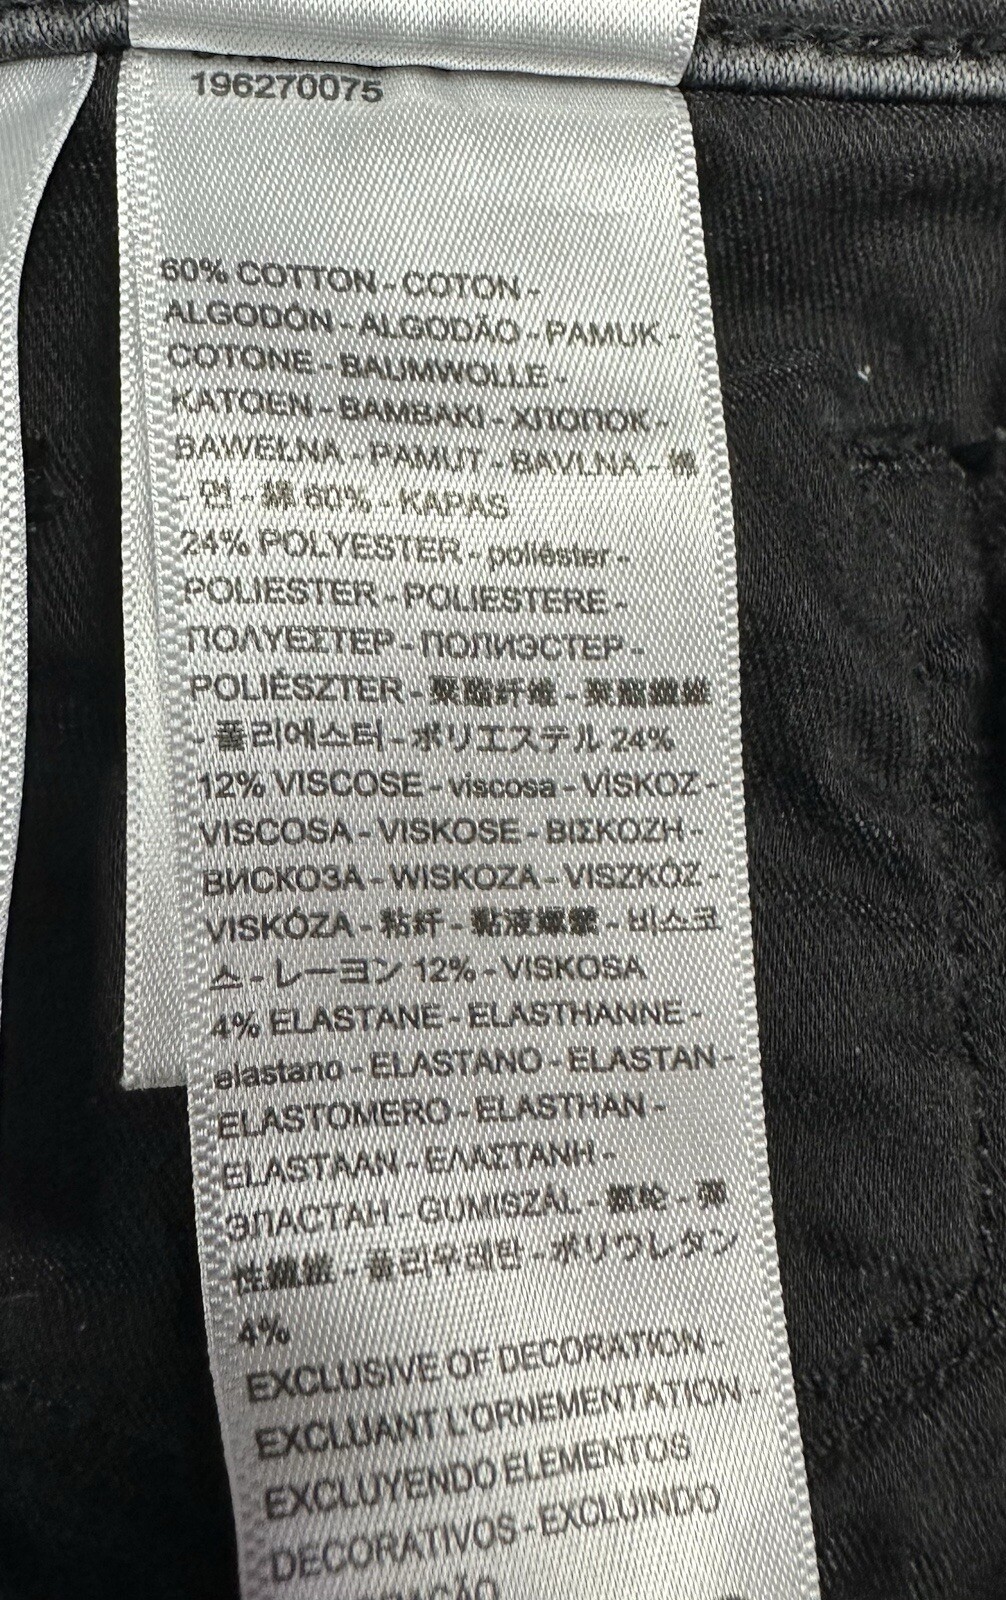 196270075
60% COTTON - COTON -
ALGODÓN - ALGODÃO - PAMUK -
COTONE - BAUMWOLLE -
KATOEN - BAMBAKI - ХЛОПОК -
BAWEŁNA - PAMUT - BAVLNA - 棉
- 면 - 綿 60% - KAPAS
24% POLYESTER - poliéster -
POLIESTER - POLIESTERE -
ΠΟΛΥΕΣΤΕΡ - ПОЛИЭСТЕР -
POLIÉSZTER - 聚酯纤维 - 聚酯纖維
- 폴리에스터 - ポリエステル 24%
12% VISCOSE - viscosa - VİSKOZ -
VISCOSA - VISKOSE - ΒΙΣΚΟΖΗ -
ВИСКОЗА - WISKOZA - VISZKÓZ -
VISKÓZA - 粘纤 - 黏液纖維 - 비스코
스 - レーヨン 12% - VISKOSA
4% ELASTANE - ELASTHANNE -
elastano - ELASTANO - ELASTAN -
ELASTOMERO - ELASTHAN -
ELASTAAN - ΕΛΑΣΤΑΝΗ -
ЭЛАСТАН - GUMISZÁL - 氨纶 - 彈
性纖維 - 폴리우레탄 - ポリウレタン
4%
EXCLUSIVE OF DECORATION -
EXCLUANT L'ORNEMENTATION -
EXCLUYENDO ELEMENTOS
DECORATIVOS - EXCLUINDO